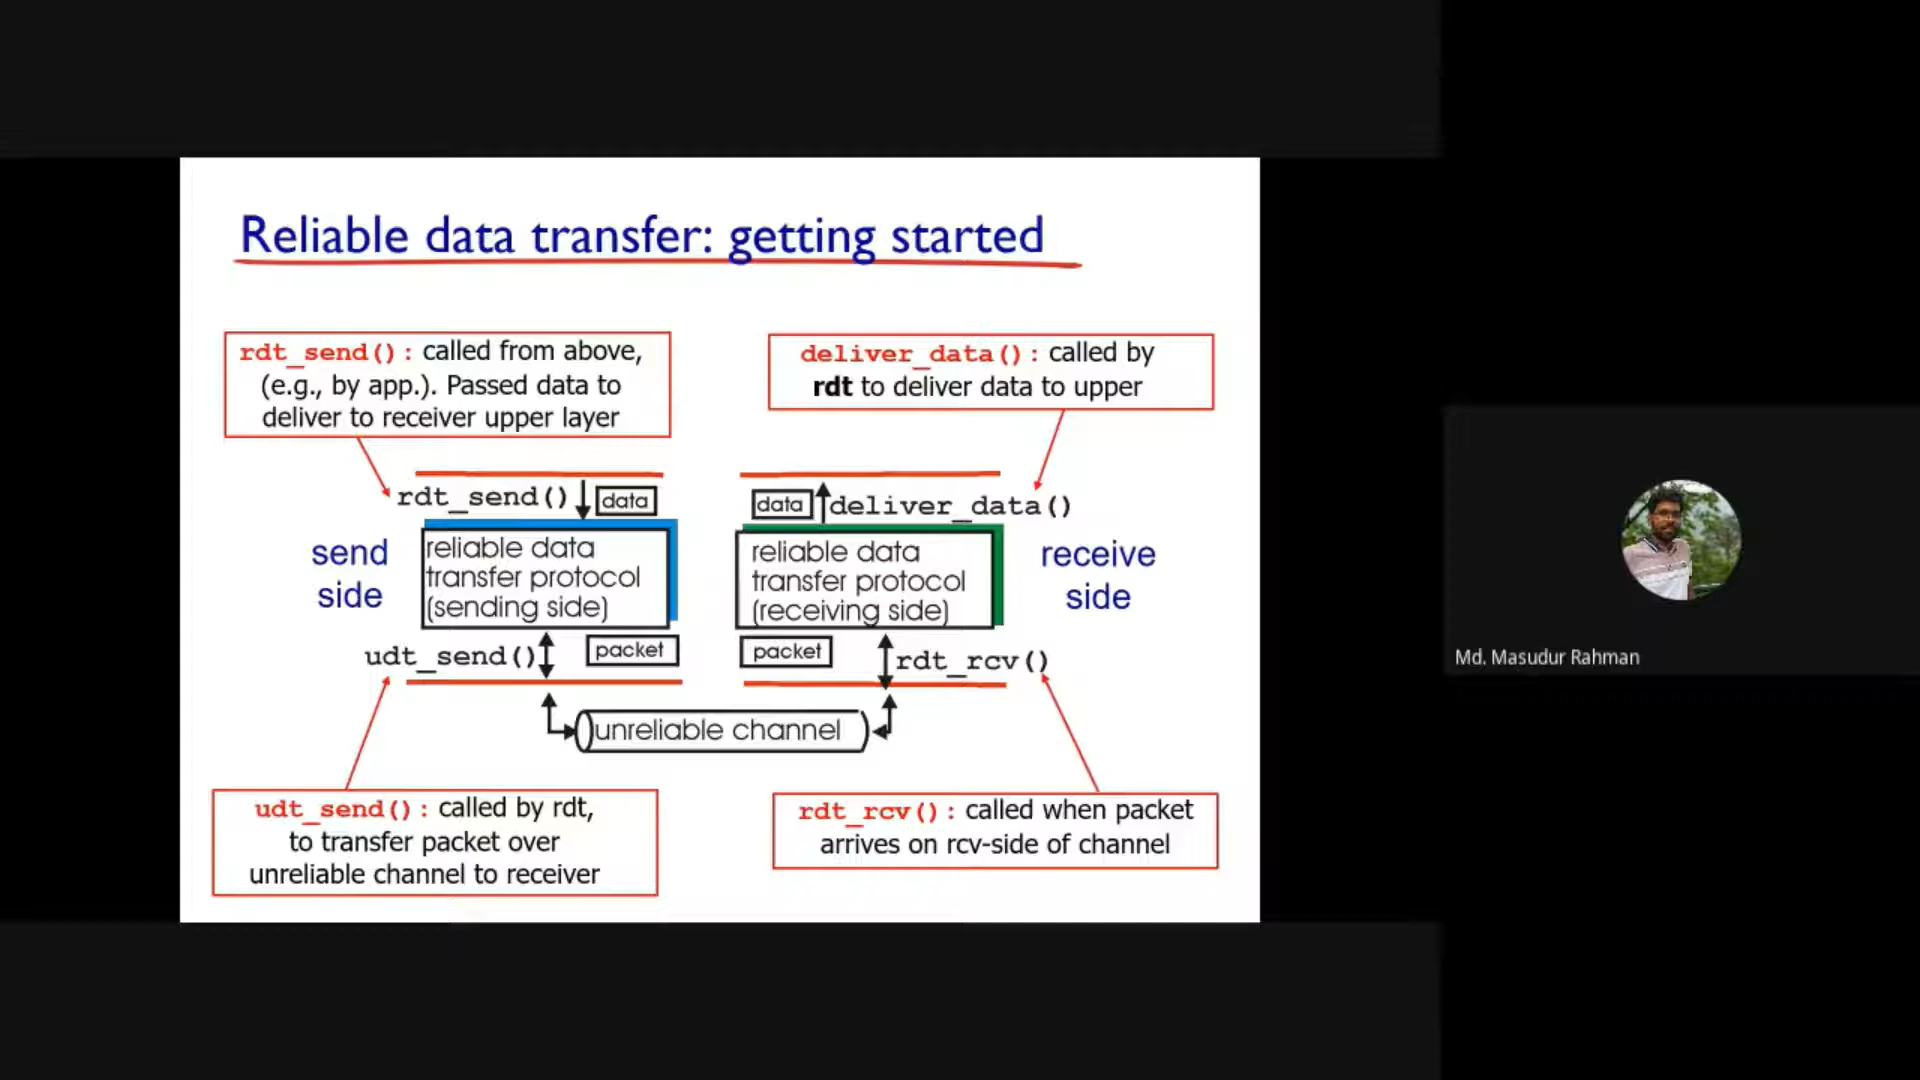 Reliable data transfer: getting started
rdt_send(): called from above,
(e.g., by app.). Passed data to
deliver to receiver upper layer
deliver_data(): called by
rdt to deliver data to upper
rdt_send()
data
data
deliver_data()
send
side
reliable data
transfer protocol
(sending side)
reliable data
transfer protocol
(receiving side)
receive
side
udt_send()
packet
packet
rdt_rcv()
unreliable channel
udt_send(): called by rdt,
to transfer packet over
unreliable channel to receiver
rdt_rcv(): called when packet
arrives on rcv-side of channel
Md. Masudur Rahman